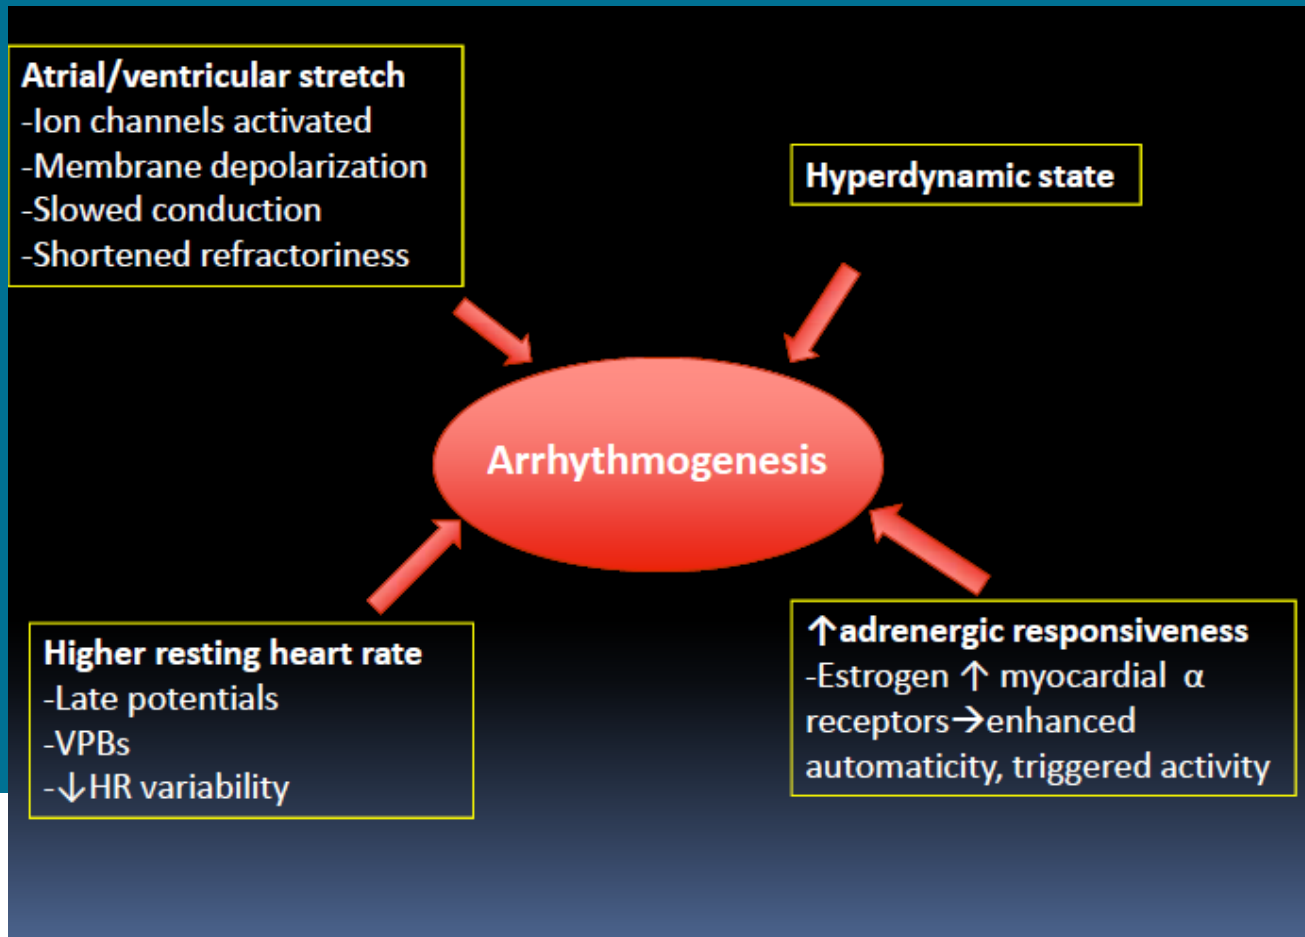 Atrial/ventricular stretch
-Ion channels activated
-Membrane depolarization
-Slowed conduction
-Shortened refractoriness
Hyperdynamic state
Arrhythmogenesis
Higher resting heart rate
-Late potentials
-VPBs
-↓HR variability
↑adrenergic responsiveness
-Estrogen ↑ myocardial α
receptors→enhanced
automaticity, triggered activity